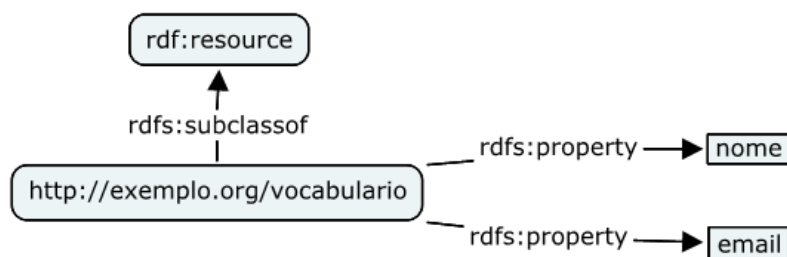 rdf:resource
rdfs:subclassof
rdfs:property
nome
http://exemplo.org/vocabulario
rdfs:property
email